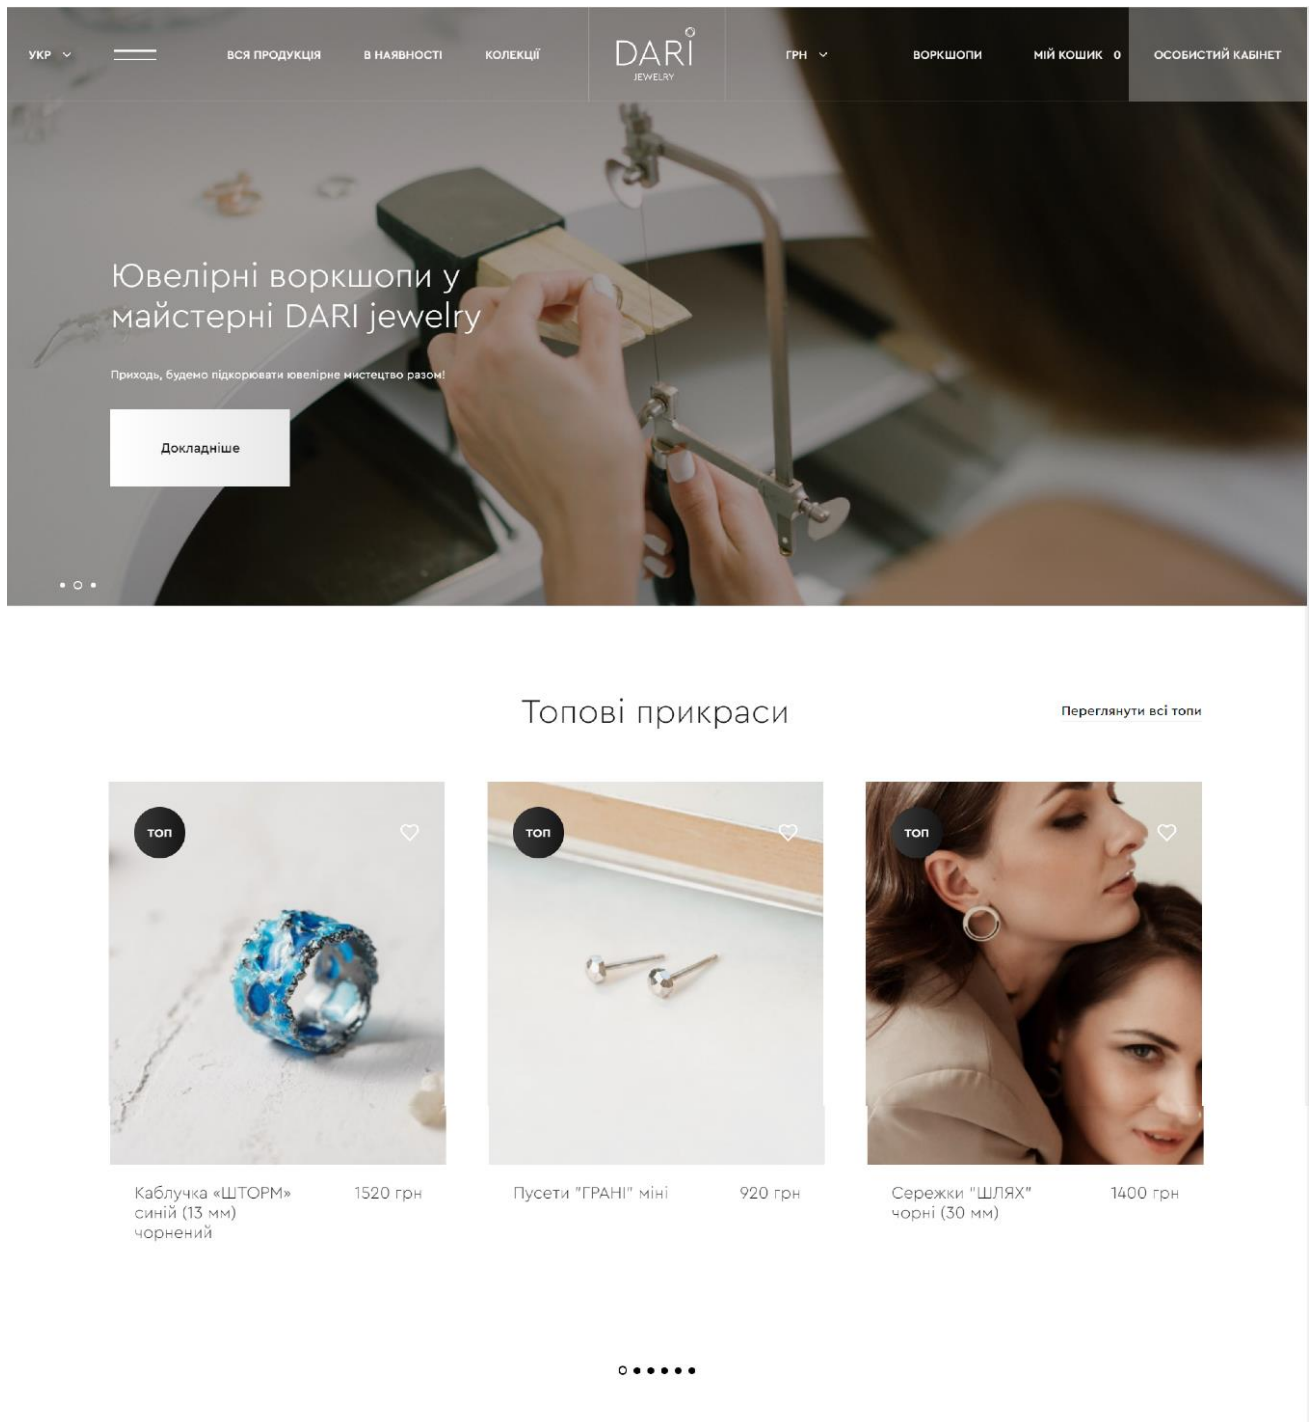 УКР
ВСЯ ПРОДУКЦІЯ
В НАЯВНОСТІ
КОЛЕКЦІЇ
DARI
JEWELRY
ГРН
ВОРКШОПИ
МІЙ КОШИК 0
ОСОБИСТИЙ КАБІНЕТ
Ювелірні воркшопи у
майстерні DARI jewelry
Приходь, будемо підкорювати ювелірне мистецтво разом!
Докладніше
Топові прикраси
Переглянути всі топи
ТОП
ТОП
ТОП
Каблучка «ШТОРМ»
синій (13 мм)
чорнений
1520 грн
Пусети "ГРАНІ" міні
920 грн
Сережки "ШЛЯХ"
чорні (30 мм)
1400 грн